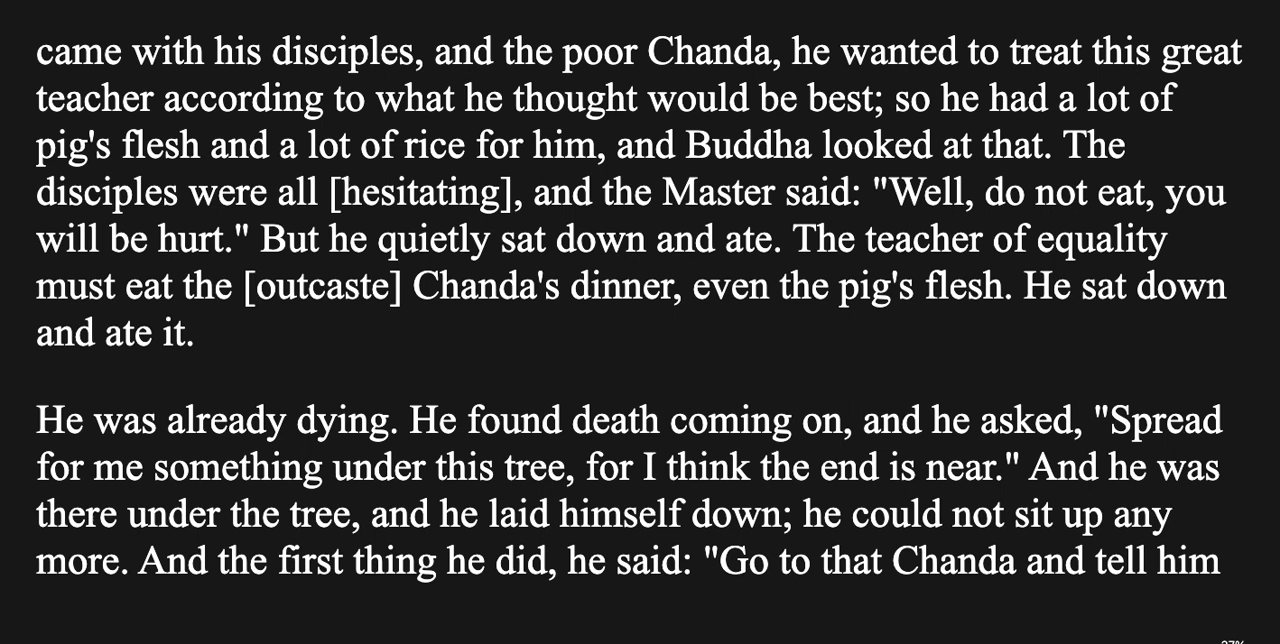 came with his disciples, and the poor Chanda, he wanted to treat this great
teacher according to what he thought would be best; so he had a lot of
pig's flesh and a lot of rice for him, and Buddha looked at that. The
disciples were all [hesitating], and the Master said: "Well, do not eat, you
will be hurt." But he quietly sat down and ate. The teacher of equality
must eat the [outcaste] Chanda's dinner, even the pig's flesh. He sat down
and ate it.
He was already dying. He found death coming on, and he asked, "Spread
for me something under this tree, for I think the end is near." And he was
there under the tree, and he laid himself down; he could not sit up any
more. And the first thing he did, he said: "Go to that Chanda and tell him